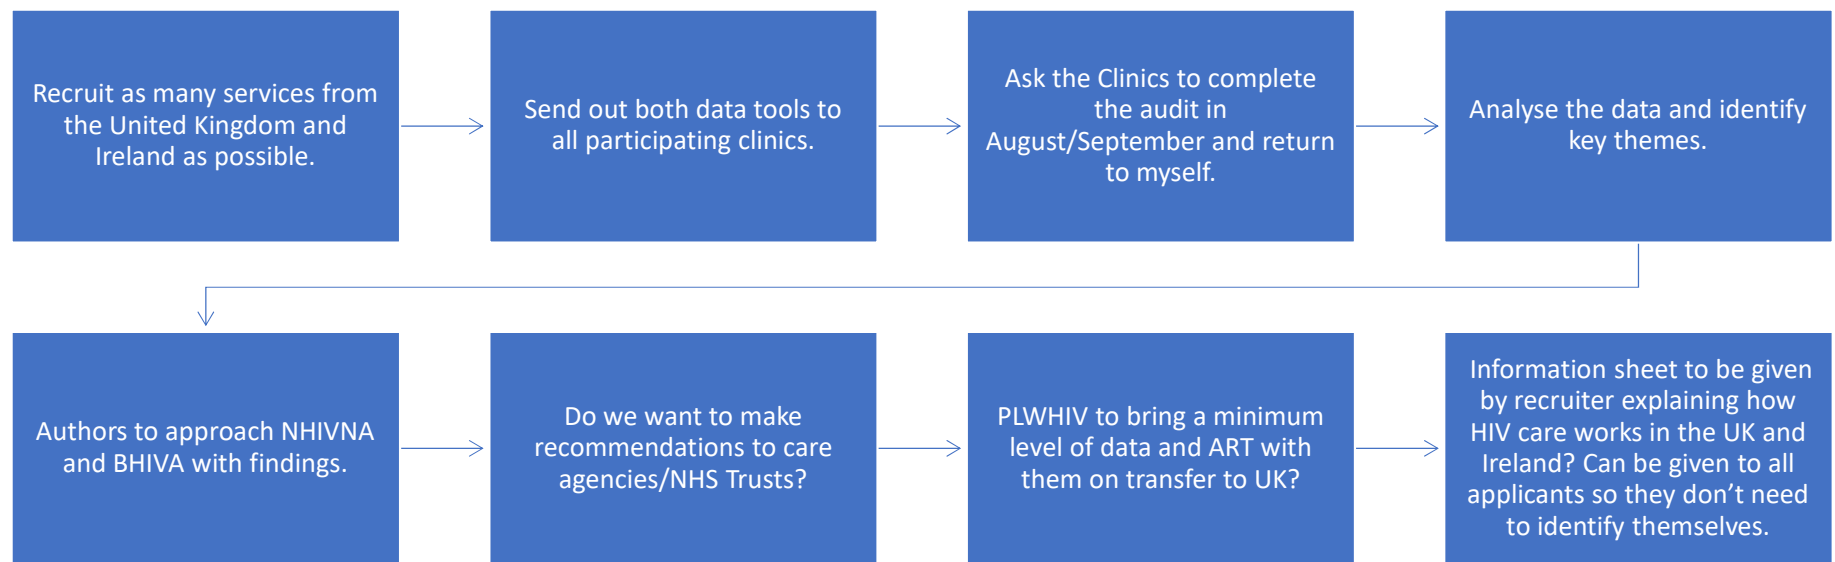 Recruit as many services from
the United Kingdom and
Ireland as possible.
Send out both data tools to
all participating clinics.
Ask the Clinics to complete
the audit in
August/September and return
to myself.
Analyse the data and identify
key themes.
Authors to approach NHIVNA
and BHIVA with findings.
Do we want to make
recommendations to care
agencies/NHS Trusts?
PLWHIV to bring a minimum
level of data and ART with
them on transfer to UK?
Information sheet to be given
by recruiter explaining how
HIV care works in the UK and
Ireland? Can be given to all
applicants so they don’t need
to identify themselves.